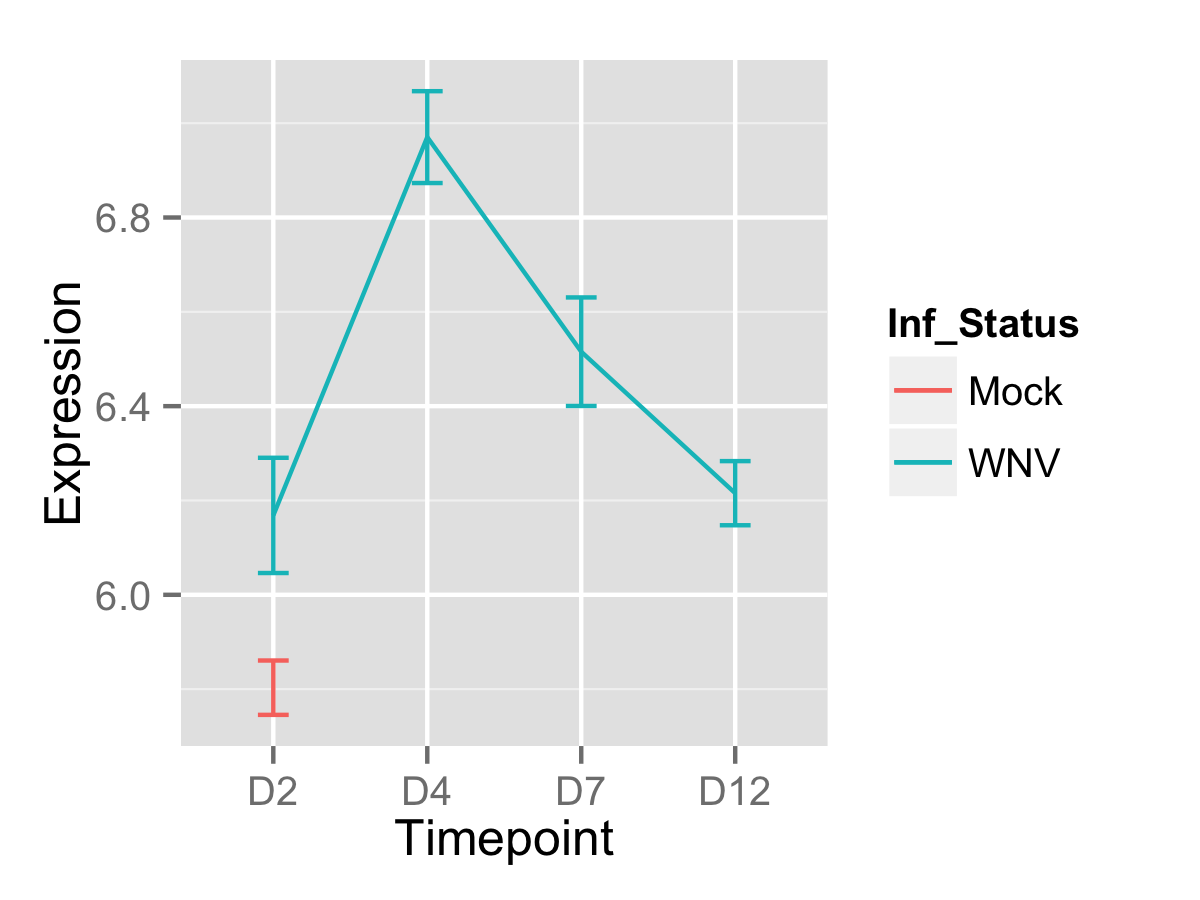 Expression
6.8
6.4
6.0
D2 D4 D7 D12
Timepoint
Inf_Status
Mock
WNV